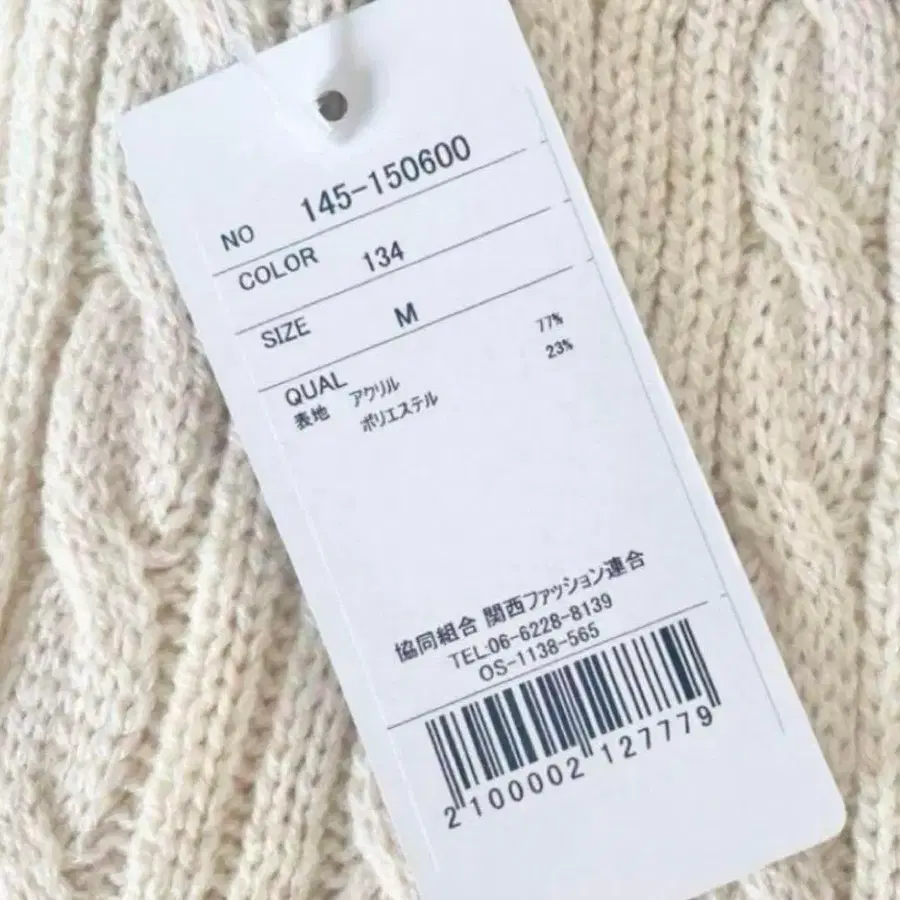 NO 145-150600
COLOR 134
SIZE M
QUAL
表地 アクリル 77%
ポリエステル 23%
協同組合 関西ファッション連合
TEL:06-6228-8139
OS-1138-565
2100002127779